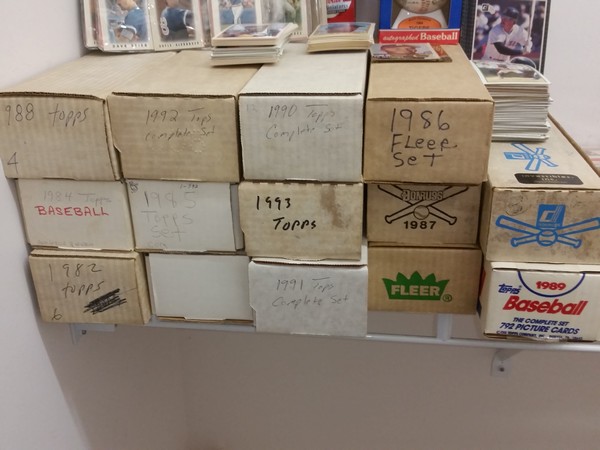 autographed Baseball
988 Topps
4
1992 Topps
Complete Set
1990 Topps
Complete Set
1986
FLeer
SeT
1984 Topps
BASEBALL
1985
Topps
Set
1993
Topps
DONRUSS
1987
1982
Topps
6
1991 Topps
Complete Set
FLEER
Topps
1989
Baseball
THE COMPLETE SET
792 PICTURE CARDS